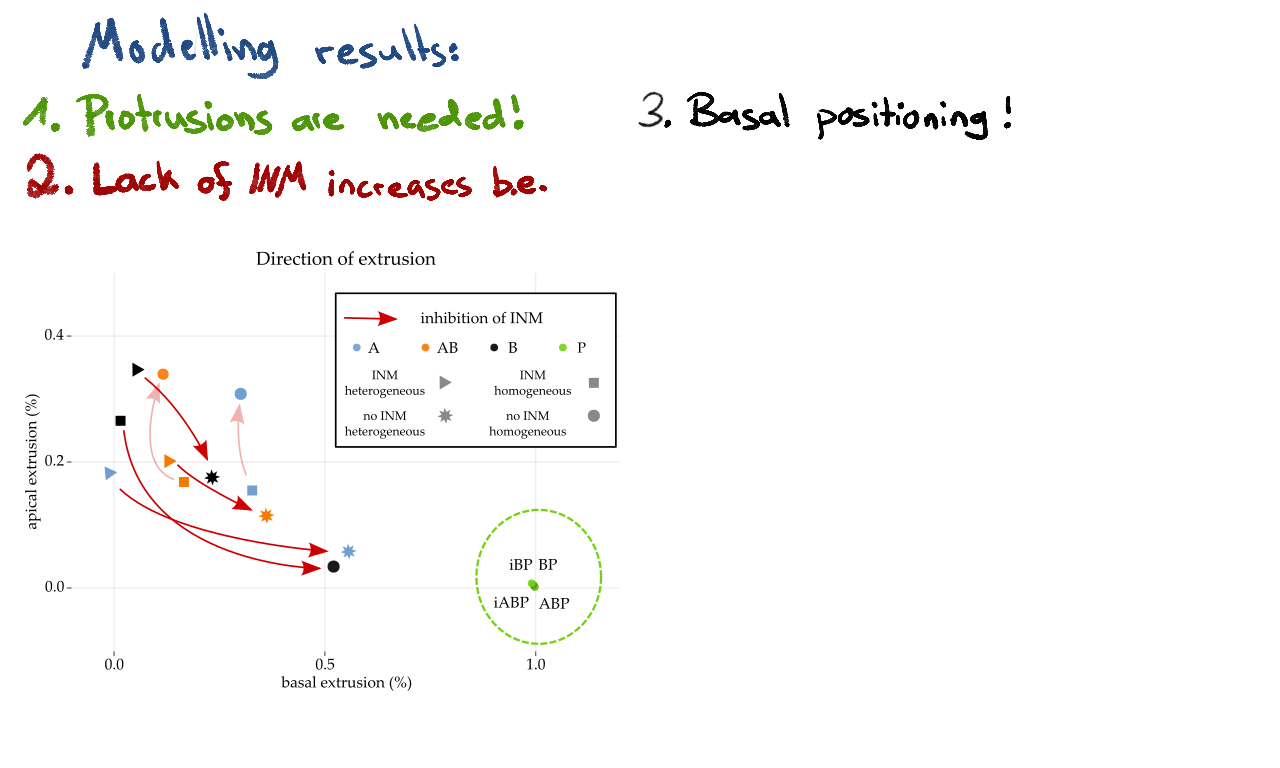 Modelling results:
1. Protrusions are needed!
2. Lack of INM increases b.e.
3. Basal positioning!
Direction of extrusion
inhibition of INM
A AB B P
INM heterogeneous
INM homogeneous
no INM heterogeneous
no INM homogeneous
apical extrusion (%)
0.4
0.2
0.0
iBP BP
iABP ABP
0.0 0.5 1.0
basal extrusion (%)